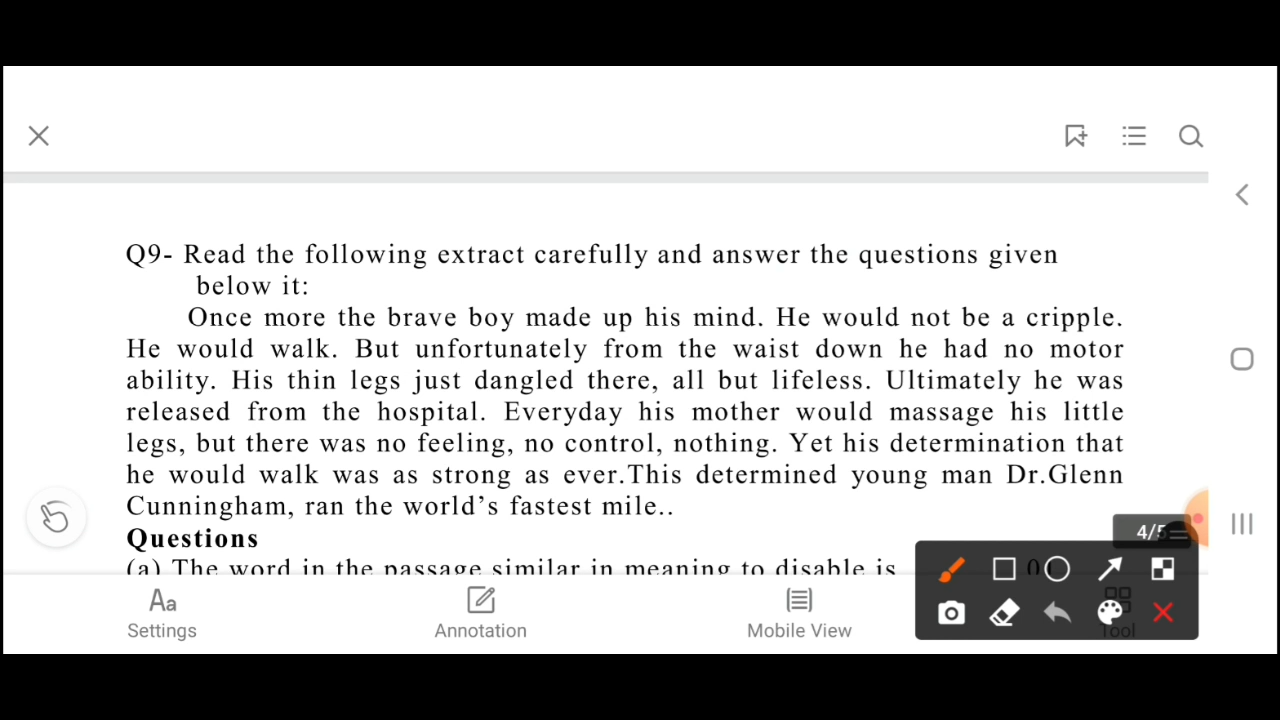 Q9- Read the following extract carefully and answer the questions given
below it:
Once more the brave boy made up his mind. He would not be a cripple.
He would walk. But unfortunately from the waist down he had no motor
ability. His thin legs just dangled there, all but lifeless. Ultimately he was
released from the hospital. Everyday his mother would massage his little
legs, but there was no feeling, no control, nothing. Yet his determination that
he would walk was as strong as ever.This determined young man Dr.Glenn
Cunningham, ran the world's fastest mile..
4/5
Questions
(a) The word in the passage similar in meaning to disable is
Aa
Settings
Annotation
Mobile View
Tool